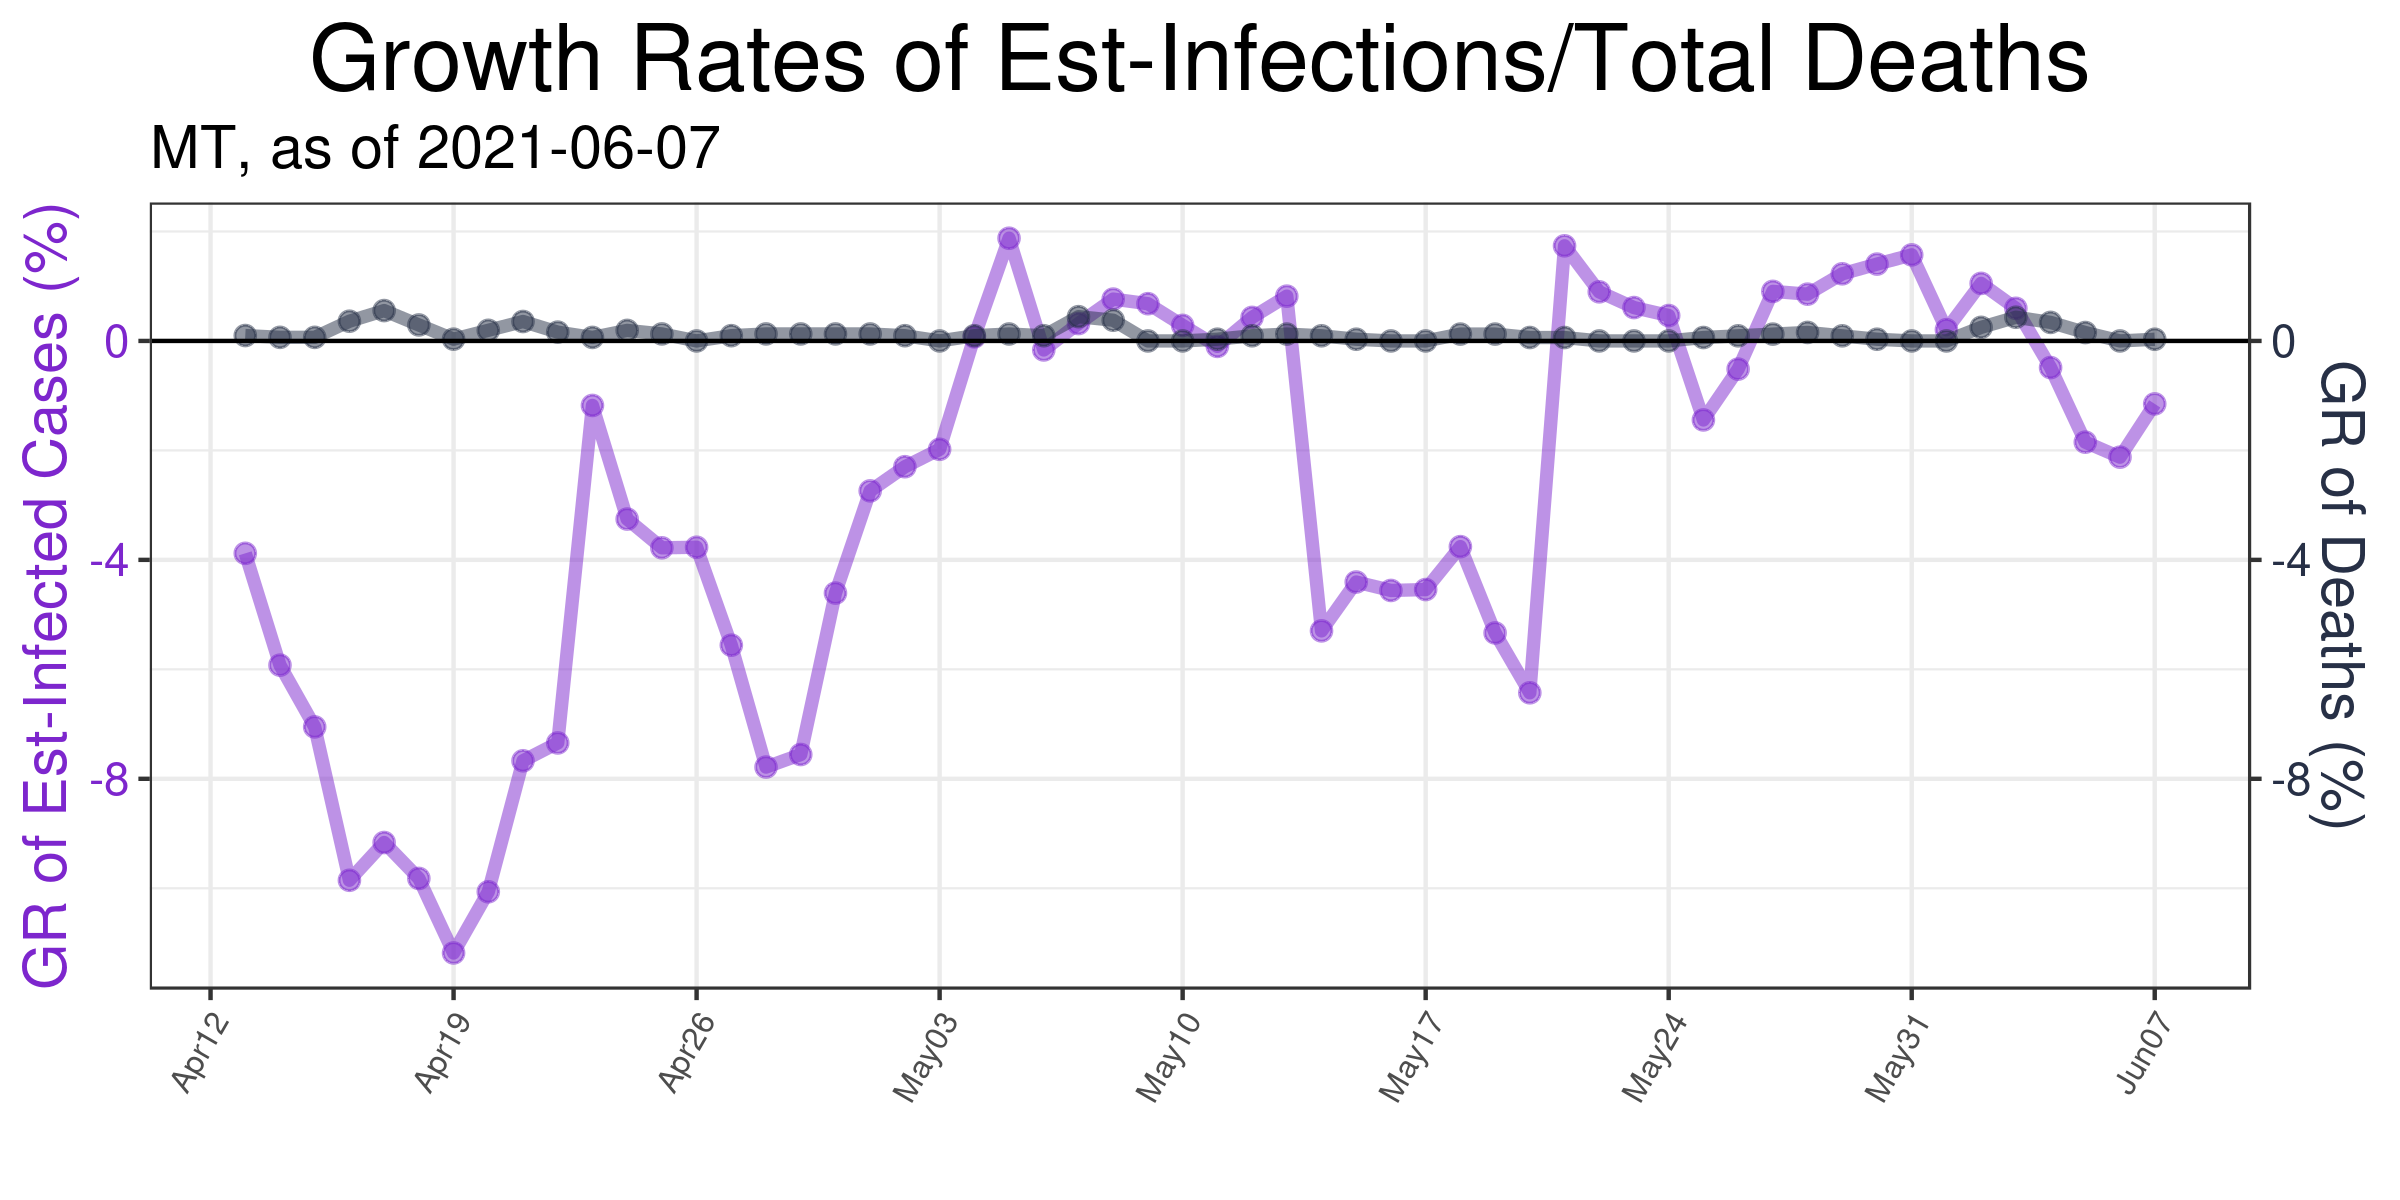 Growth Rates of Est-Infections/Total Deaths
MT, as of 2021-06-07
GR of Est-Infected Cases (%)
0
-4
-8
0
-4
-8
GR of Deaths (%)
Apr12
Apr19
Apr26
May03
May10
May17
May24
May31
Jun07